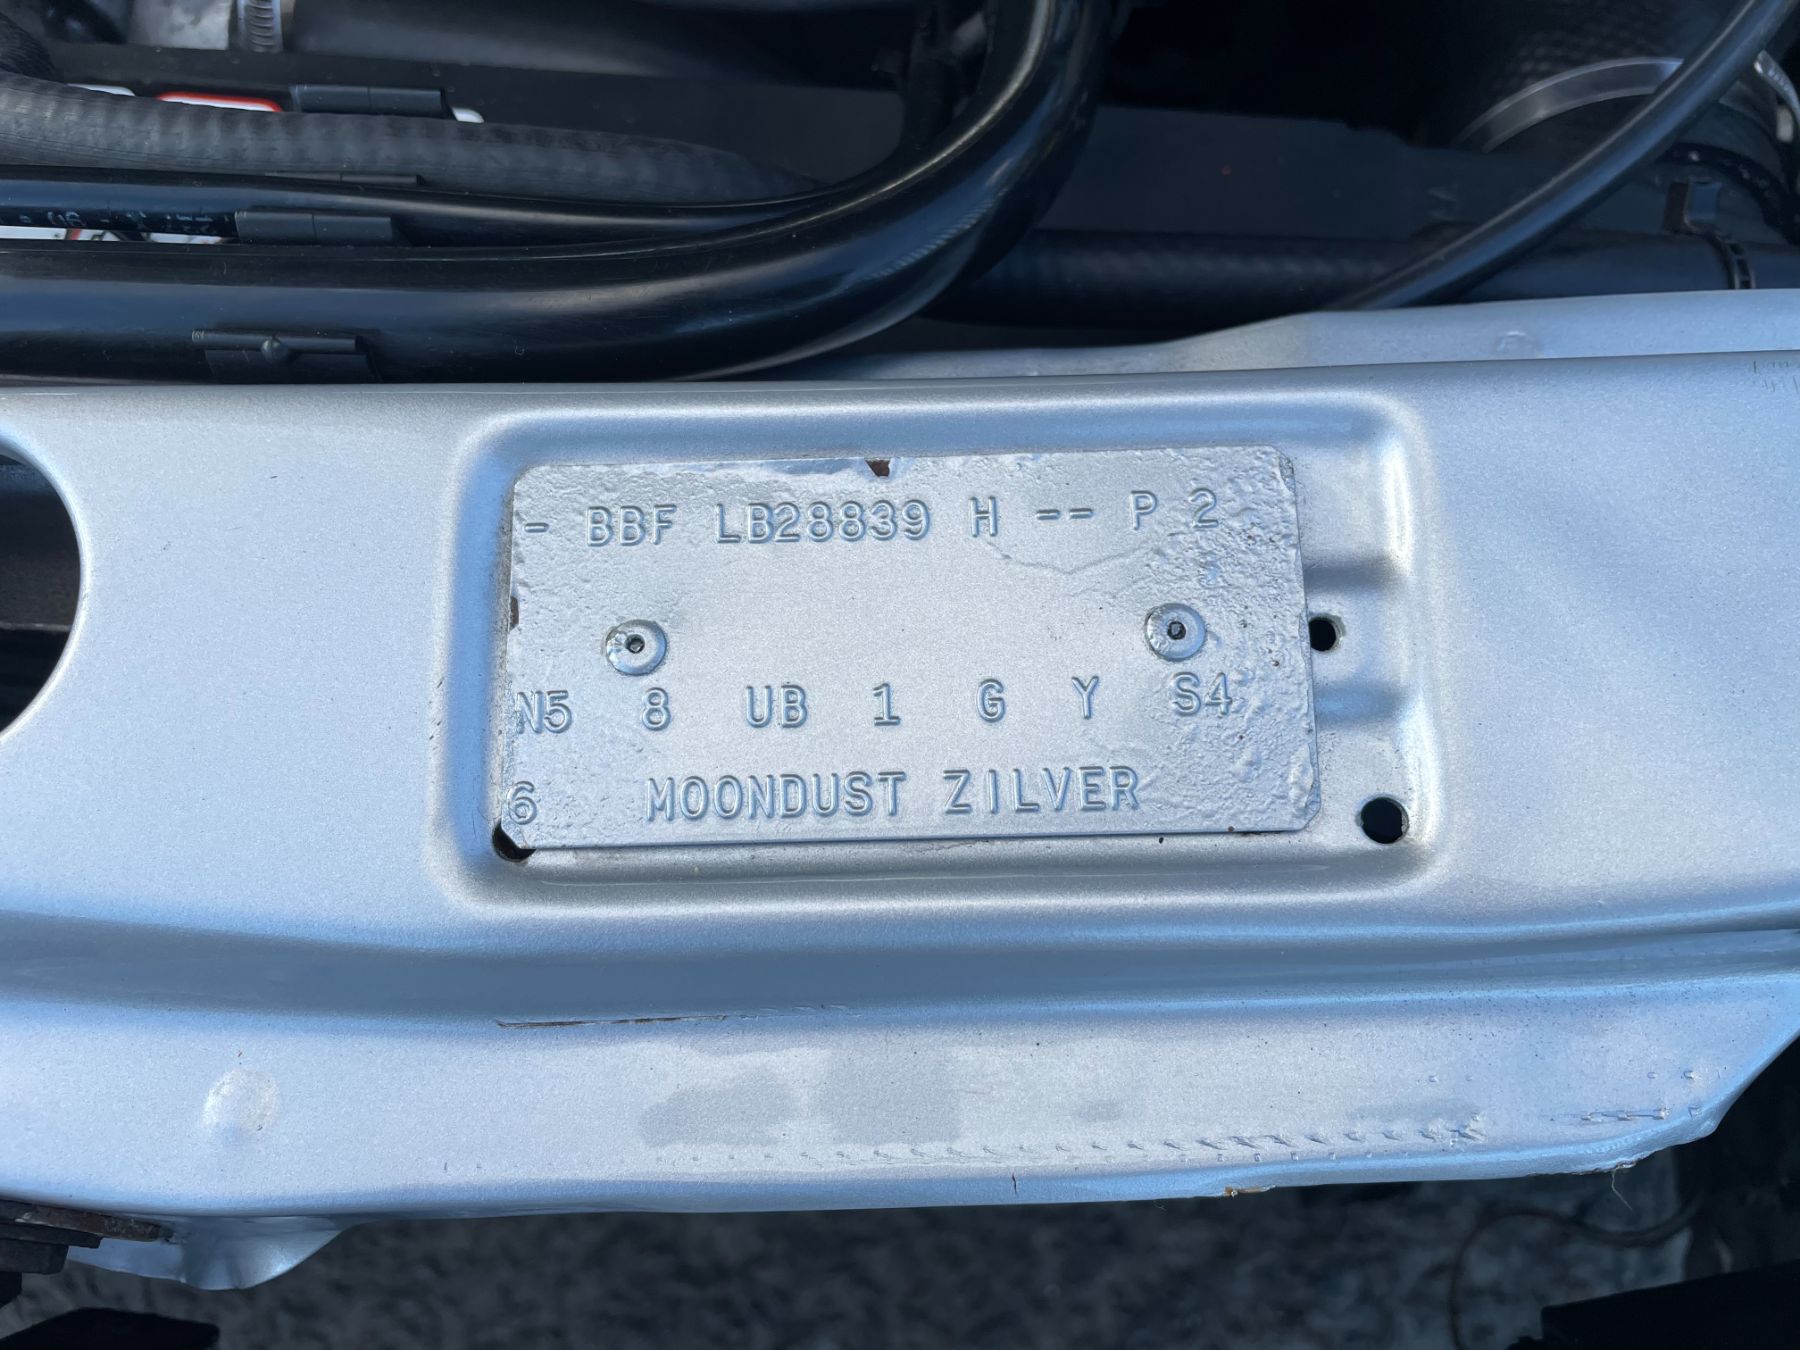 - BBF LB28839 H -- P 2
N5 8 UB 1 G Y S4
6 MOONDUST ZILVER